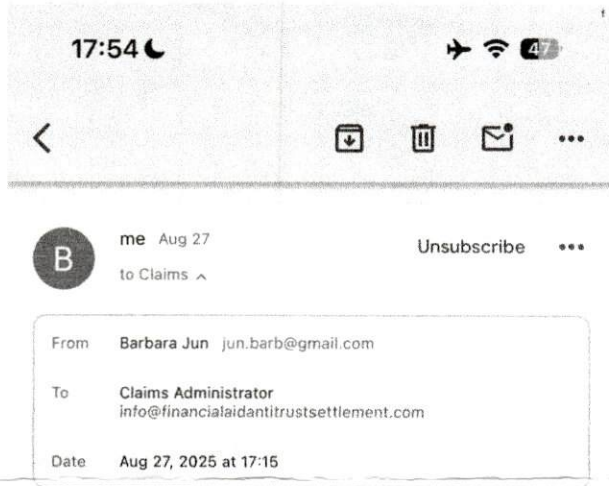 17:54
47
me Aug 27
Unsubscribe
B
to Claims
From Barbara Jun jun.barb@gmail.com
To Claims Administrator
info@financialaidantitrustsettlement.com
Date Aug 27, 2025 at 17:15